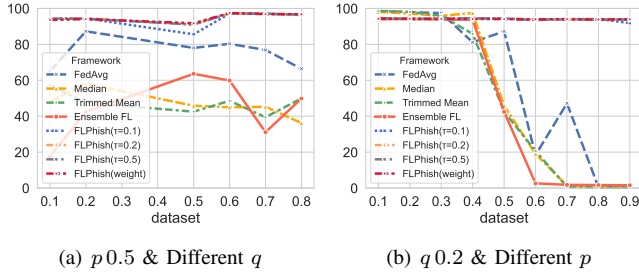 100
80
60
40
20
0
Framework
FedAvg
Median
Trimmed Mean
Ensemble FL
FLPhish(τ=0.1)
FLPhish(τ=0.2)
FLPhish(τ=0.5)
FLPhish(weight)
0.1 0.2 0.3 0.4 0.5 0.6 0.7 0.8
dataset
(a) p 0.5 & Different q
100
80
60
40
20
0
Framework
FedAvg
Median
Trimmed Mean
Ensemble FL
FLPhish(τ=0.1)
FLPhish(τ=0.2)
FLPhish(τ=0.5)
FLPhish(weight)
0.1 0.2 0.3 0.4 0.5 0.6 0.7 0.8 0.9
dataset
(b) q 0.2 & Different p